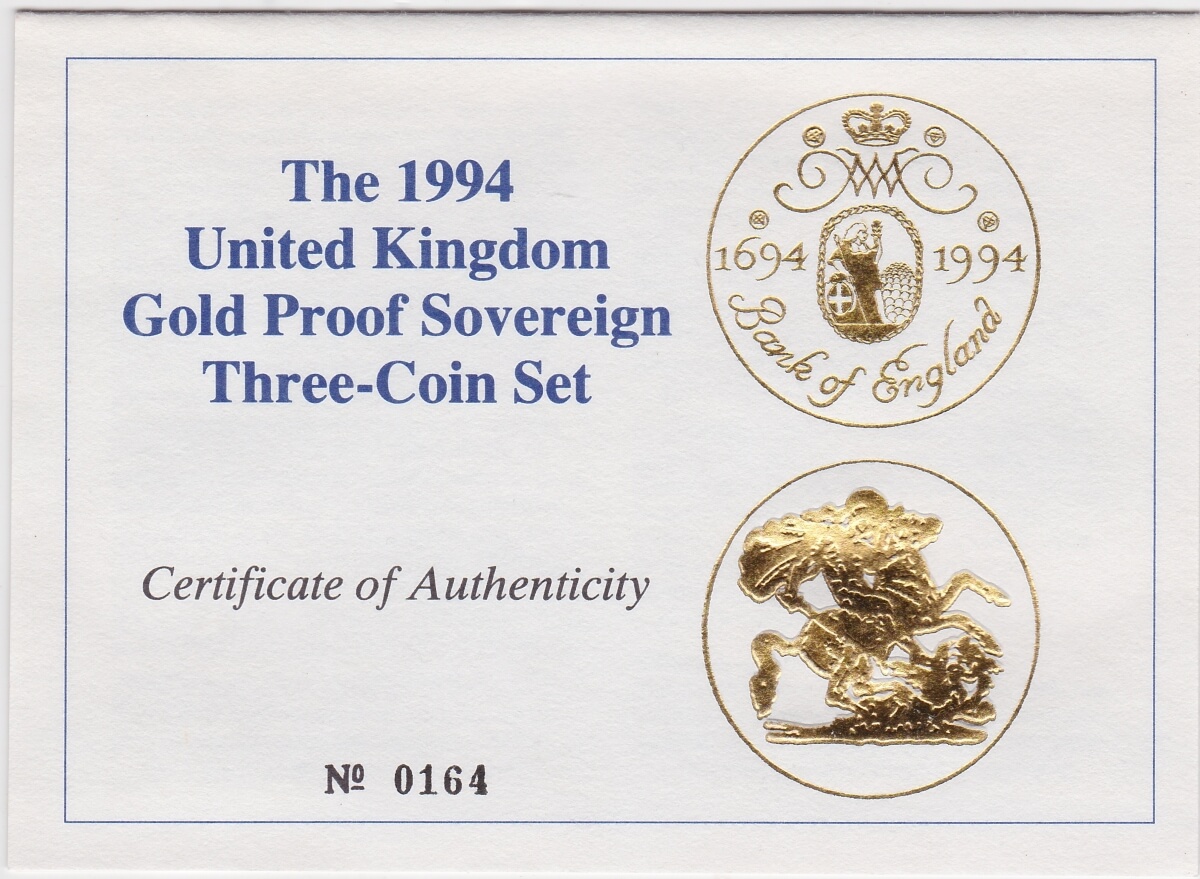 The 1994
United Kingdom
Gold Proof Sovereign
Three-Coin Set
Certificate of Authenticity
Nº 0164
1694 1994
Bank of England